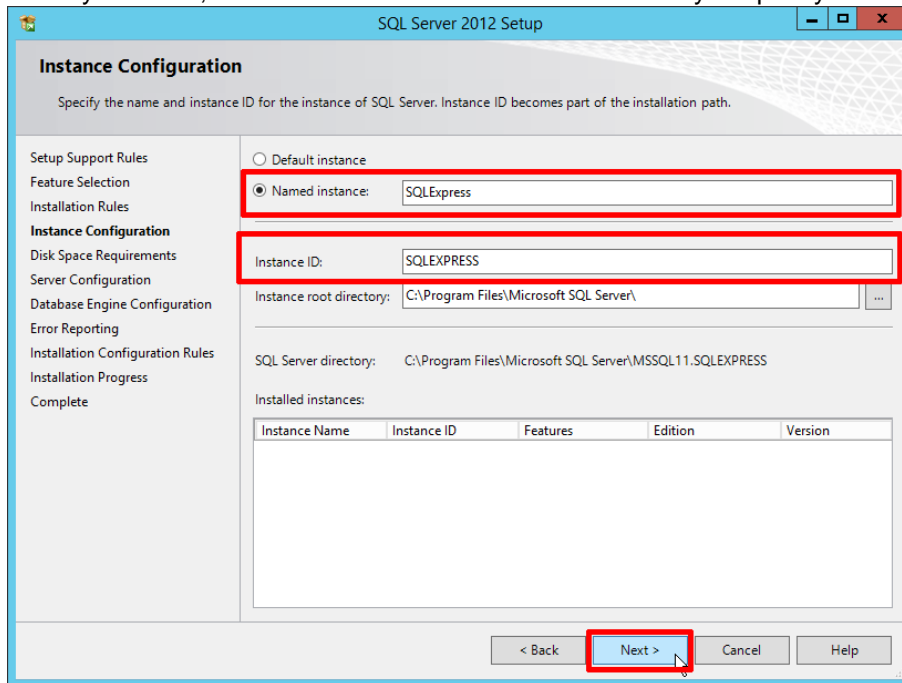 SQL Server 2012 Setup
Instance Configuration
Specify the name and instance ID for the instance of SQL Server. Instance ID becomes part of the installation path.
Setup Support Rules
Feature Selection
Installation Rules
Instance Configuration
Disk Space Requirements
Server Configuration
Database Engine Configuration
Error Reporting
Installation Configuration Rules
Installation Progress
Complete
Default instance
Named instance: SQLExpress
Instance ID: SQLEXPRESS
Instance root directory: C:\Program Files\Microsoft SQL Server\ ...
SQL Server directory: C:\Program Files\Microsoft SQL Server\MSSQL11.SQLEXPRESS
Installed instances:
Instance Name Instance ID Features Edition Version
< Back Next > Cancel Help